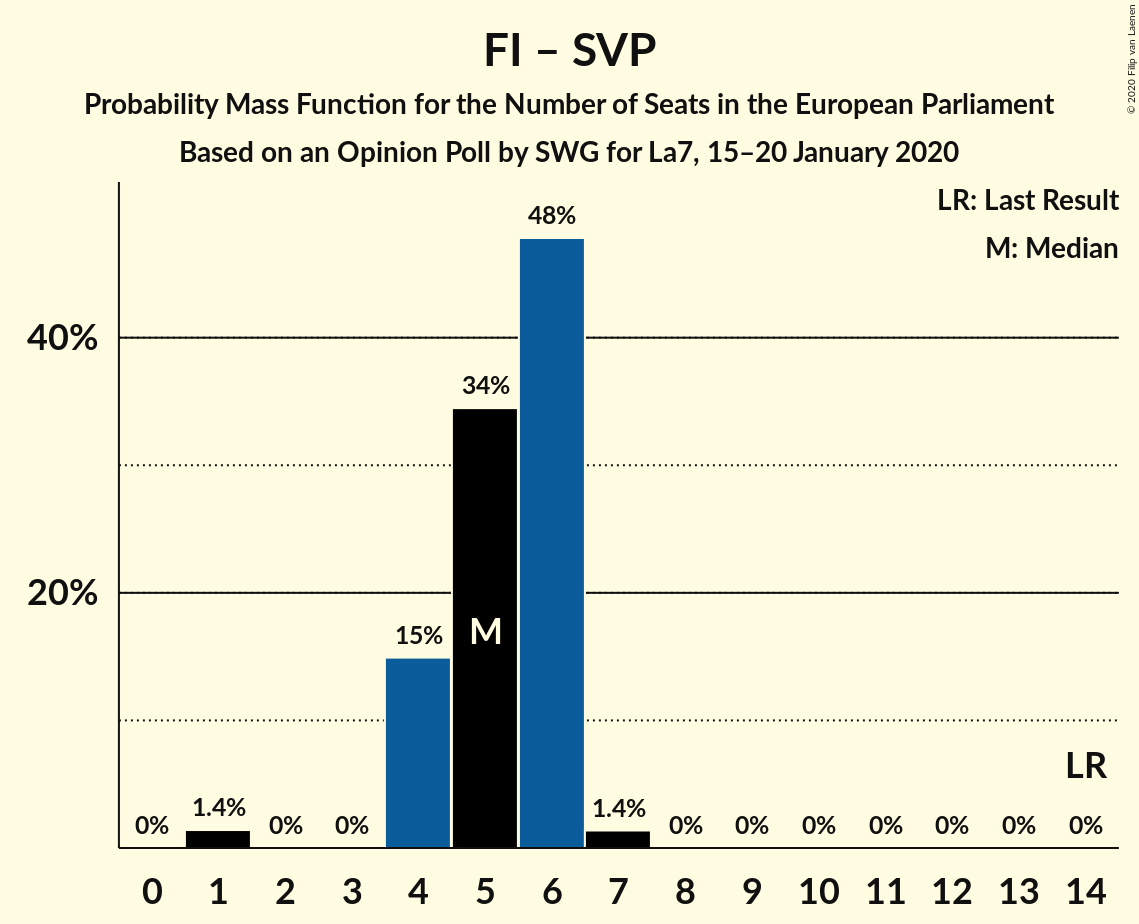 FI – SVP
Probability Mass Function for the Number of Seats in the European Parliament
Based on an Opinion Poll by SWG for La7, 15–20 January 2020
© 2020 Filip van Laenen
LR: Last Result
M: Median
48%
40%
34%
20%
15%
M
LR
0% 1.4% 0% 0% 1.4% 0% 0% 0% 0% 0% 0% 0%
0 1 2 3 4 5 6 7 8 9 10 11 12 13 14